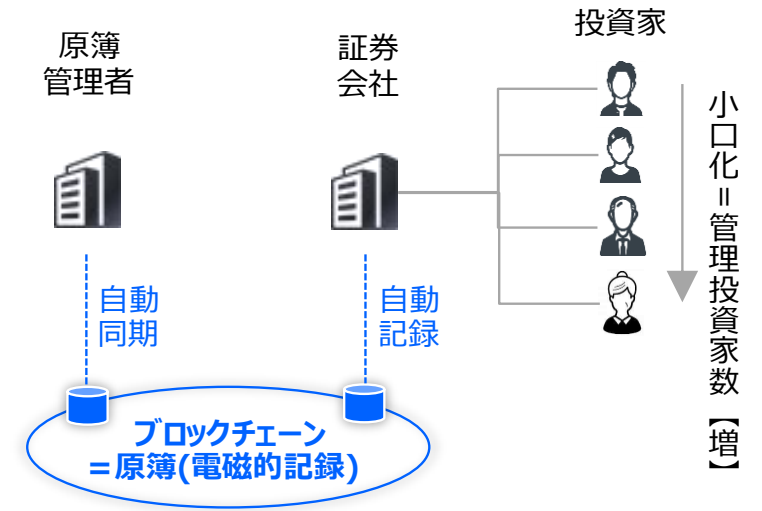 原簿
管理者
証券
会社
投資家
小口化＝管理投資家数【増】
自動
同期
自動
記録
ブロックチェーン
＝原簿(電磁的記録)